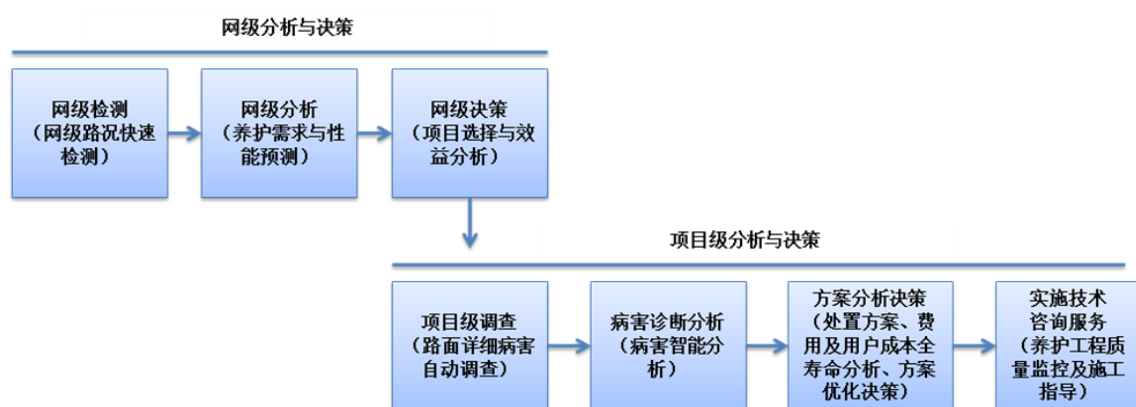 网级分析与决策
网级检测
（网级路况快速
检测）
网级分析
（养护需求与性
能预测）
网级决策
（项目选择与效
益分析）
项目级分析与决策
项目级调查
（路面详细病害
自动调查）
病害诊断分析
（病害智能分
析）
方案分析决策
（处置方案、费
用及用户成本全
寿命分析、方案
优化决策）
实施技术
咨询服务
（养护工程质
量监控及施工
指导）